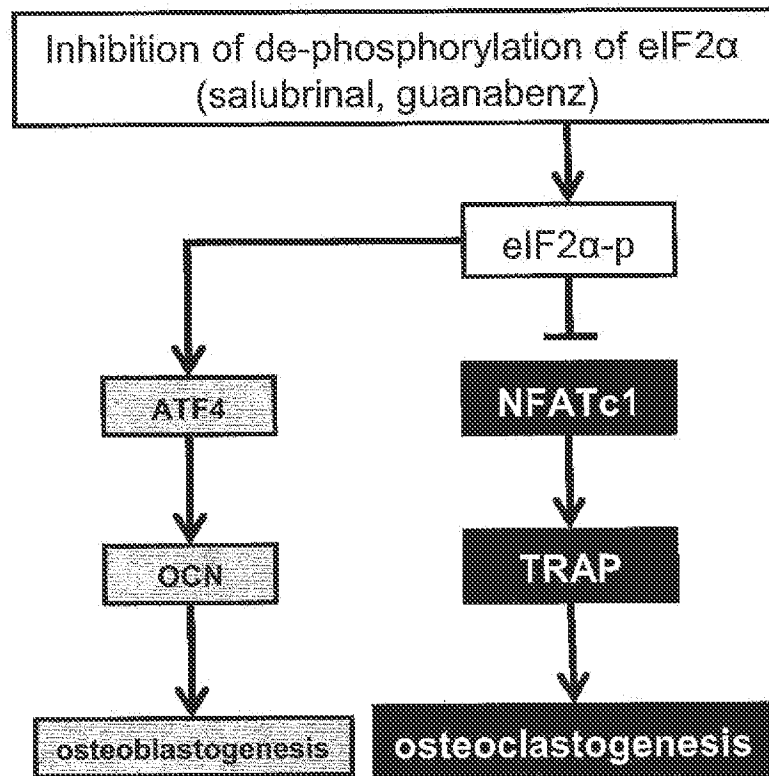 Inhibition of de-phosphorylation of eIF2α
(salubrinal, guanabenz)
eIF2α-p
ATF4
NFATc1
OCN
TRAP
osteoblastogenesis
osteoclastogenesis